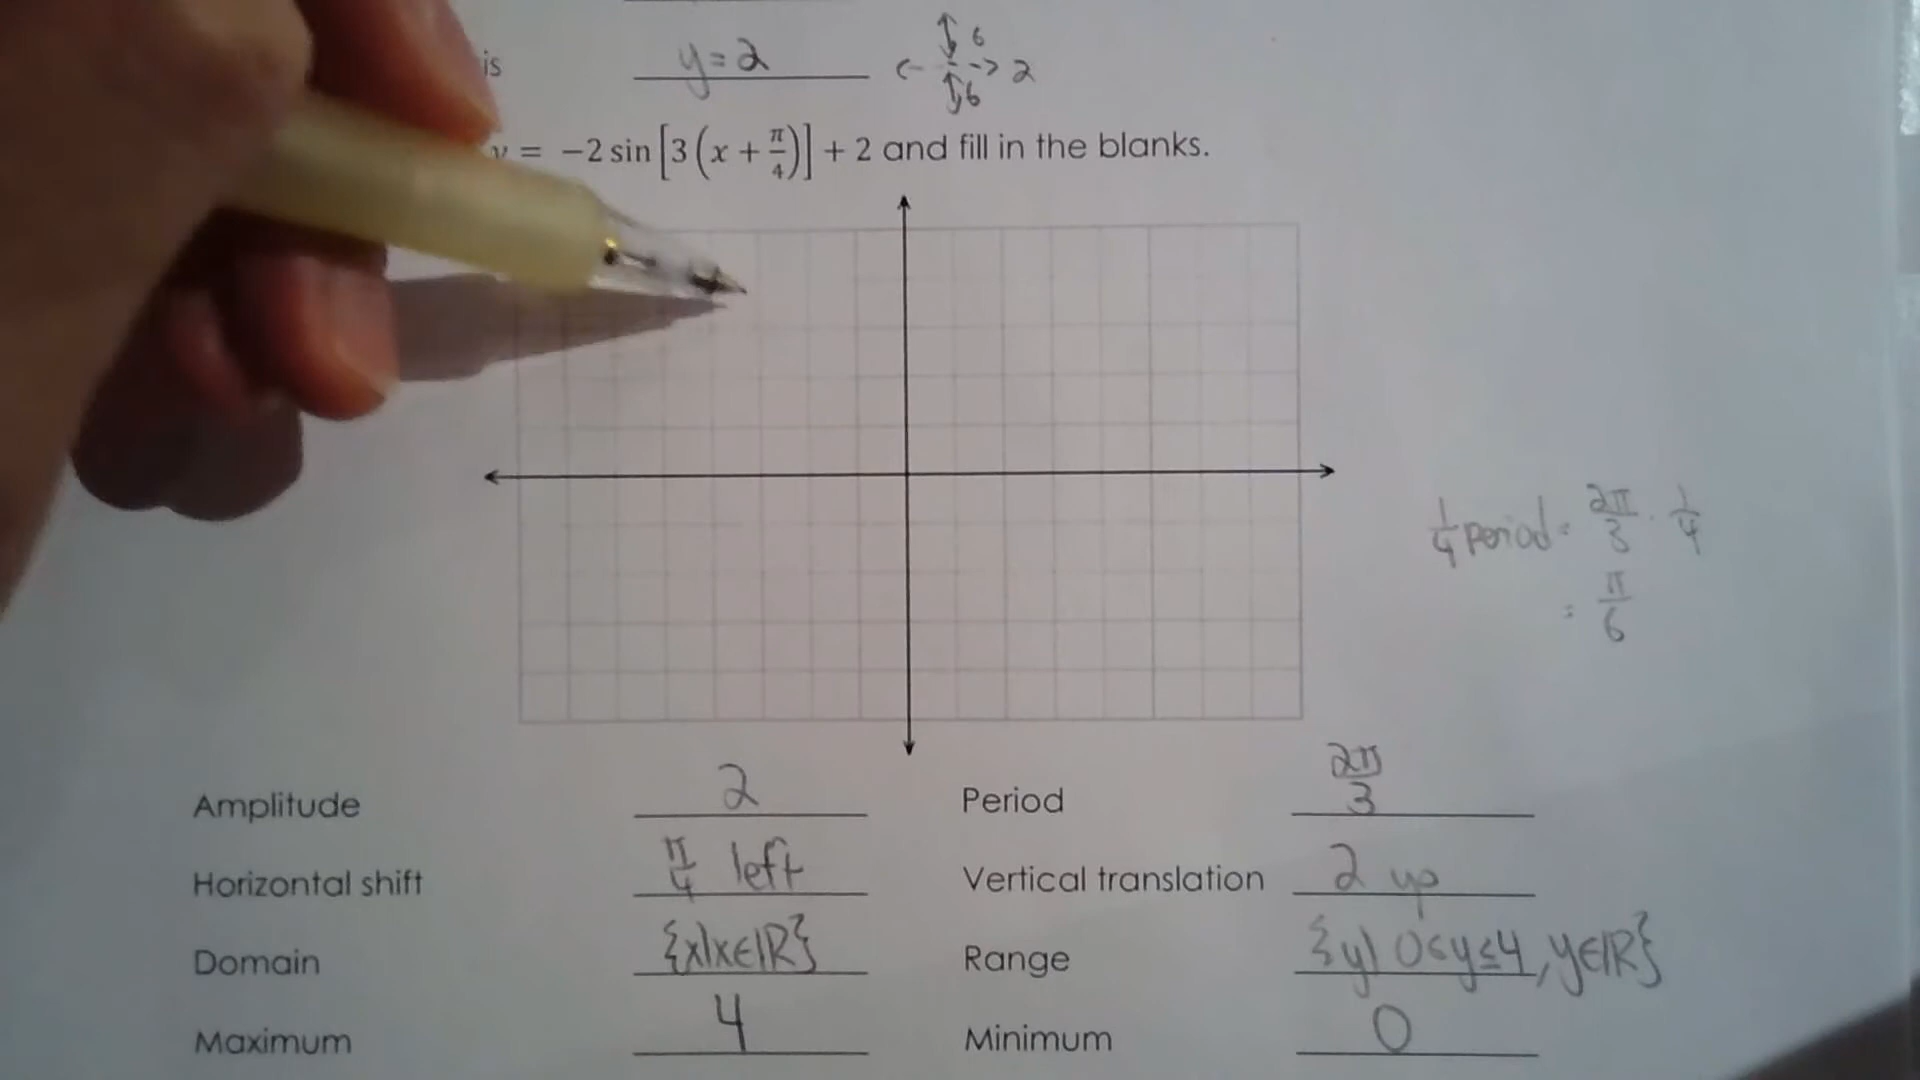 is y=2 ← → 2
6
6
y = −2 sin [3 (x + π/4)] + 2 and fill in the blanks.
1/4 period = 2π/3 · 1/4
= π/6
Amplitude 2 Period 2π/3
Horizontal shift π/4 left Vertical translation 2 up
Domain {x|x∈ℝ} Range {y| 0≤y≤4, y∈ℝ}
Maximum 4 Minimum 0